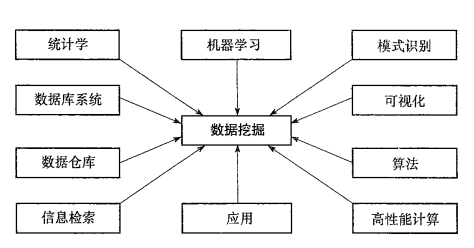 统计学
机器学习
模式识别
数据库系统
可视化
数据挖掘
数据仓库
算法
信息检索
应用
高性能计算